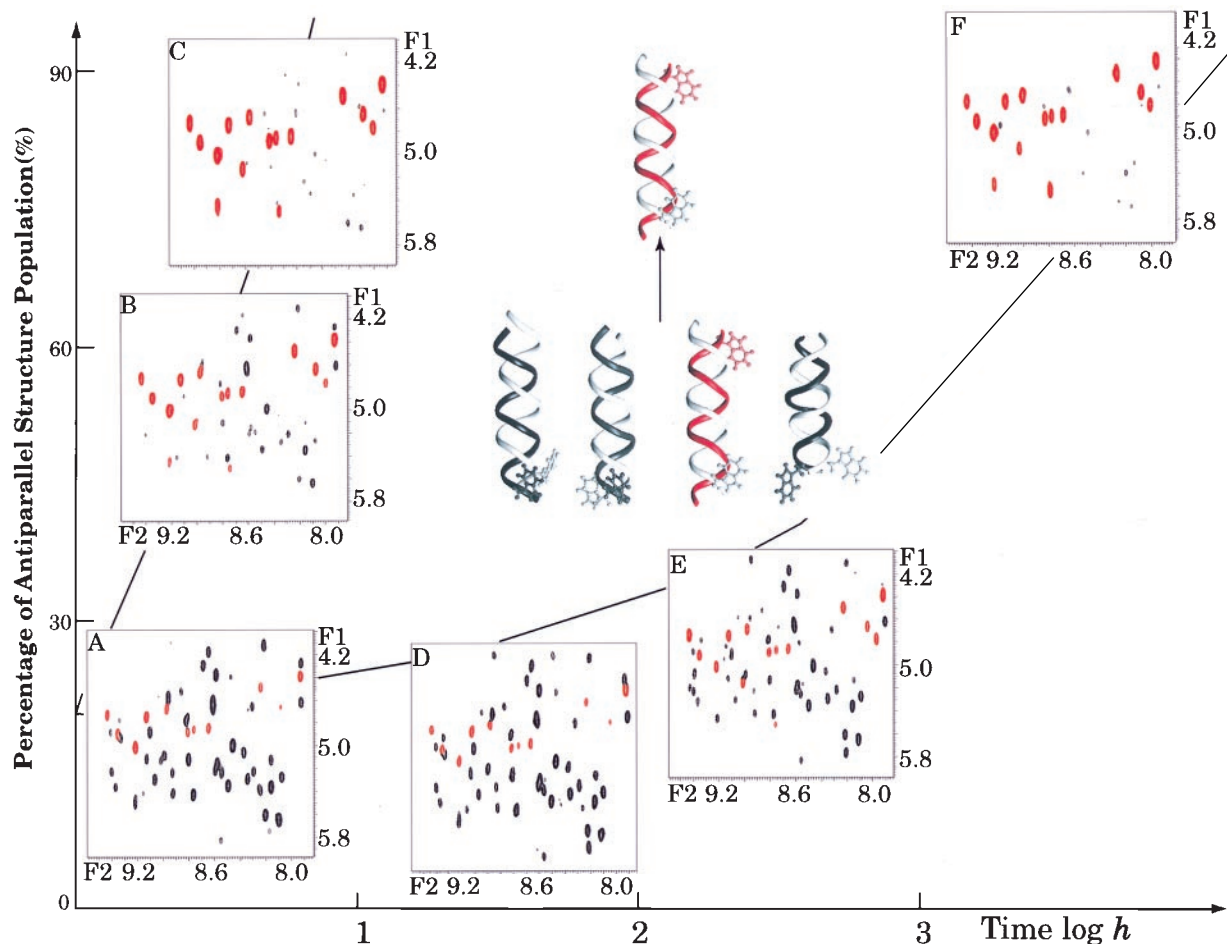 Percentage of Antiparallel Structure Population(%)
90
60
30
0
1
2
3
Time log h
C
F1
4.2
5.0
5.8
B
F1
4.2
5.0
5.8
F2 9.2 8.6 8.0
A
F1
4.2
5.0
5.8
F2 9.2 8.6 8.0
D
F2 9.2 8.6 8.0
E
F1
4.2
5.0
5.8
F2 9.2 8.6 8.0
F
F1
4.2
5.0
5.8
F2 9.2 8.6 8.0